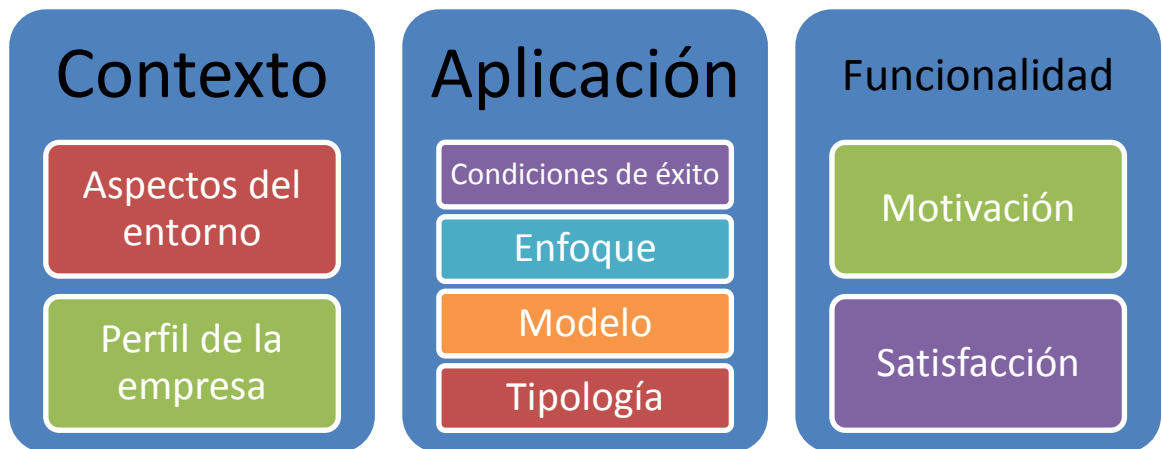 Contexto
Aspectos del
entorno
Perfil de la
empresa
Aplicación
Condiciones de éxito
Enfoque
Modelo
Tipología
Funcionalidad
Motivación
Satisfacción